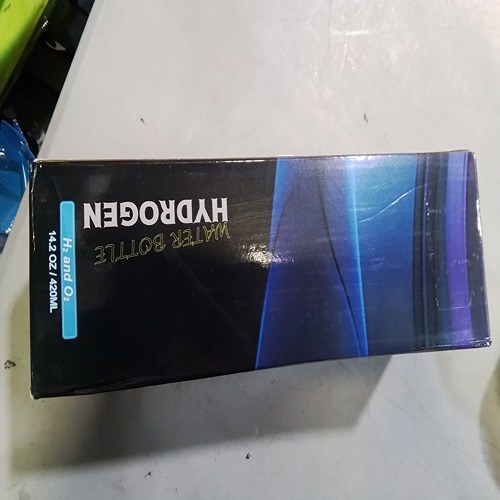 HYDROGEN
WATER BOTTLE
H₂ and O₂
14.2 OZ / 420ML